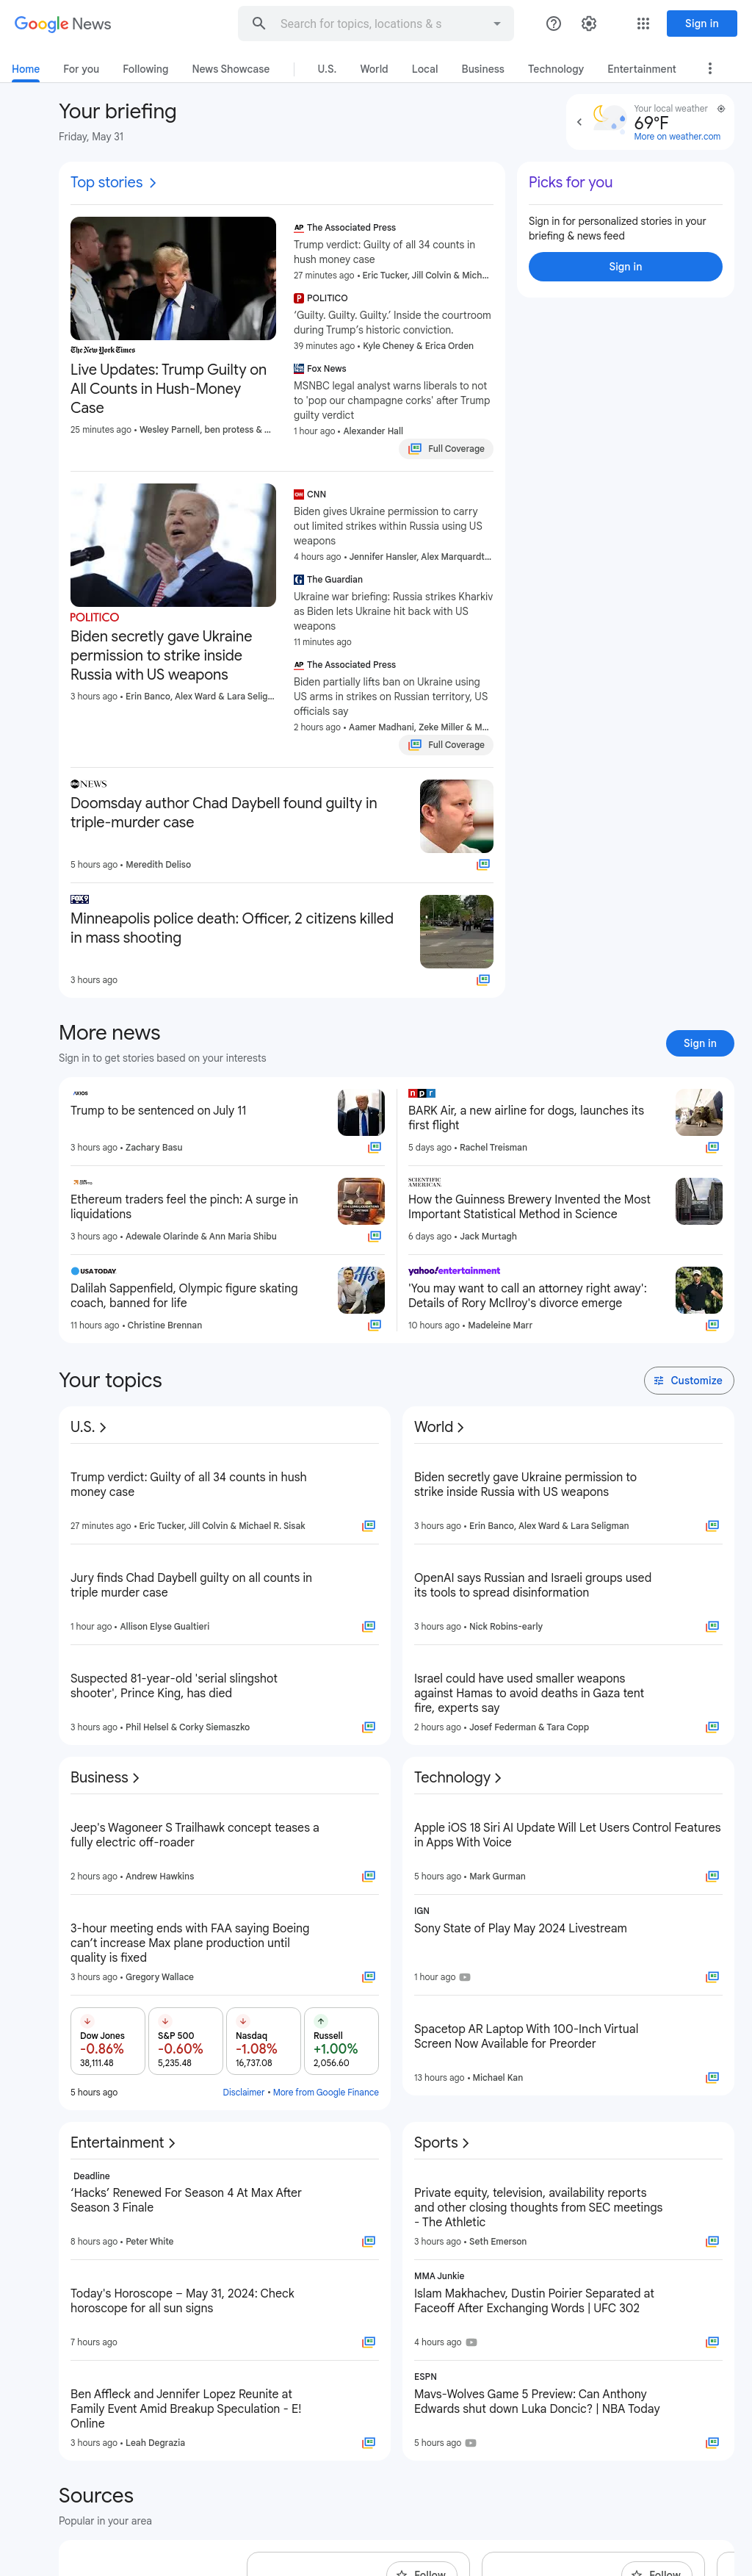 Google News
Search for topics, locations & s
Sign in
Home
For you
Following
News Showcase
U.S.
World
Local
Business
Technology
Entertainment
Your briefing
Friday, May 31
Your local weather
69°F
More on weather.com
Top stories
The New York Times
Live Updates: Trump Guilty on
All Counts in Hush-Money
Case
25 minutes ago • Wesley Parnell, ben protess & ...
AP The Associated Press
Trump verdict: Guilty of all 34 counts in
hush money case
27 minutes ago • Eric Tucker, Jill Colvin & Mich...
P POLITICO
‘Guilty. Guilty. Guilty.’ Inside the courtroom
during Trump’s historic conviction.
39 minutes ago • Kyle Cheney & Erica Orden
Fox News
MSNBC legal analyst warns liberals to not
to 'pop our champagne corks' after Trump
guilty verdict
1 hour ago • Alexander Hall
Full Coverage
Picks for you
Sign in for personalized stories in your
briefing & news feed
Sign in
POLITICO
Biden secretly gave Ukraine
permission to strike inside
Russia with US weapons
3 hours ago • Erin Banco, Alex Ward & Lara Selig...
CNN
Biden gives Ukraine permission to carry
out limited strikes within Russia using US
weapons
4 hours ago • Jennifer Hansler, Alex Marquardt...
The Guardian
Ukraine war briefing: Russia strikes Kharkiv
as Biden lets Ukraine hit back with US
weapons
11 minutes ago
AP The Associated Press
Biden partially lifts ban on Ukraine using
US arms in strikes on Russian territory, US
officials say
2 hours ago • Aamer Madhani, Zeke Miller & M...
Full Coverage
abc NEWS
Doomsday author Chad Daybell found guilty in
triple-murder case
5 hours ago • Meredith Deliso
FOX 9
Minneapolis police death: Officer, 2 citizens killed
in mass shooting
3 hours ago
More news
Sign in to get stories based on your interests
Sign in
AXIOS
Trump to be sentenced on July 11
3 hours ago • Zachary Basu
Ethereum traders feel the pinch: A surge in
liquidations
3 hours ago • Adewale Olarinde & Ann Maria Shibu
USA TODAY
Dalilah Sappenfield, Olympic figure skating
coach, banned for life
11 hours ago • Christine Brennan
npr
BARK Air, a new airline for dogs, launches its
first flight
5 days ago • Rachel Treisman
SCIENTIFIC
AMERICAN
How the Guinness Brewery Invented the Most
Important Statistical Method in Science
6 days ago • Jack Murtagh
yahoo!entertainment
'You may want to call an attorney right away':
Details of Rory McIlroy's divorce emerge
10 hours ago • Madeleine Marr
Your topics
Customize
U.S.
Trump verdict: Guilty of all 34 counts in hush
money case
27 minutes ago • Eric Tucker, Jill Colvin & Michael R. Sisak
Jury finds Chad Daybell guilty on all counts in
triple murder case
1 hour ago • Allison Elyse Gualtieri
Suspected 81-year-old 'serial slingshot
shooter', Prince King, has died
3 hours ago • Phil Helsel & Corky Siemaszko
World
Biden secretly gave Ukraine permission to
strike inside Russia with US weapons
3 hours ago • Erin Banco, Alex Ward & Lara Seligman
OpenAI says Russian and Israeli groups used
its tools to spread disinformation
3 hours ago • Nick Robins-early
Israel could have used smaller weapons
against Hamas to avoid deaths in Gaza tent
fire, experts say
2 hours ago • Josef Federman & Tara Copp
Business
Jeep's Wagoneer S Trailhawk concept teases a
fully electric off-roader
2 hours ago • Andrew Hawkins
3-hour meeting ends with FAA saying Boeing
can’t increase Max plane production until
quality is fixed
3 hours ago • Gregory Wallace
Dow Jones
-0.86%
38,111.48
S&P 500
-0.60%
5,235.48
Nasdaq
-1.08%
16,737.08
Russell
+1.00%
2,056.60
5 hours ago
Disclaimer • More from Google Finance
Technology
Apple iOS 18 Siri AI Update Will Let Users Control Features
in Apps With Voice
5 hours ago • Mark Gurman
IGN
Sony State of Play May 2024 Livestream
1 hour ago
Spacetop AR Laptop With 100-Inch Virtual
Screen Now Available for Preorder
13 hours ago • Michael Kan
Entertainment
Deadline
‘Hacks’ Renewed For Season 4 At Max After
Season 3 Finale
8 hours ago • Peter White
Today's Horoscope – May 31, 2024: Check
horoscope for all sun signs
7 hours ago
Ben Affleck and Jennifer Lopez Reunite at
Family Event Amid Breakup Speculation - E!
Online
3 hours ago • Leah Degrazia
Sports
Private equity, television, availability reports
and other closing thoughts from SEC meetings
- The Athletic
3 hours ago • Seth Emerson
MMA Junkie
Islam Makhachev, Dustin Poirier Separated at
Faceoff After Exchanging Words | UFC 302
4 hours ago
ESPN
Mavs-Wolves Game 5 Preview: Can Anthony
Edwards shut down Luka Doncic? | NBA Today
5 hours ago
Sources
Popular in your area
Follow
Follow